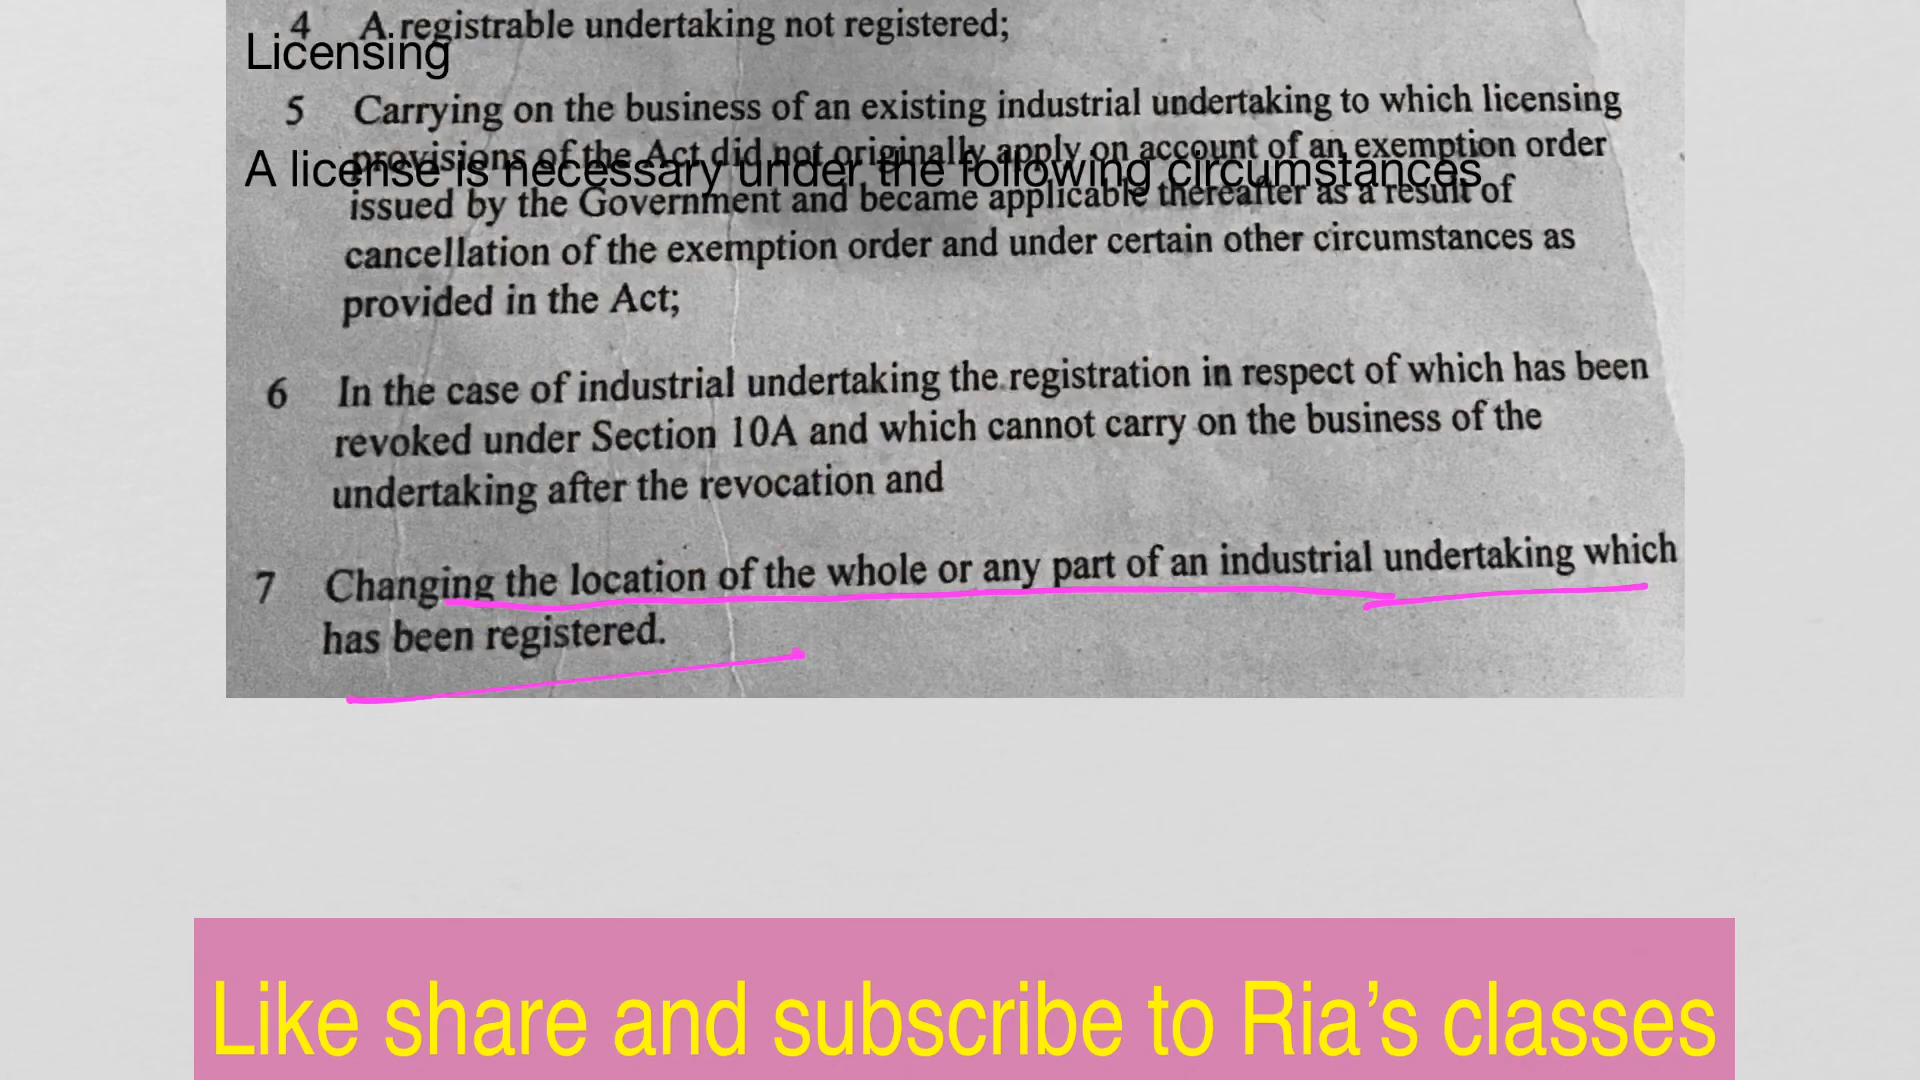 4 A registrable undertaking not registered;
Licensing
5 Carrying on the business of an existing industrial undertaking to which licensing
provisions of the Act did not originally apply on account of an exemption order
A license is necessary under the following circumstances
issued by the Government and became applicable thereafter as a result of
cancellation of the exemption order and under certain other circumstances as
provided in the Act;
6 In the case of industrial undertaking the registration in respect of which has been
revoked under Section 10A and which cannot carry on the business of the
undertaking after the revocation and
7 Changing the location of the whole or any part of an industrial undertaking which
has been registered.
Like share and subscribe to Ria’s classes